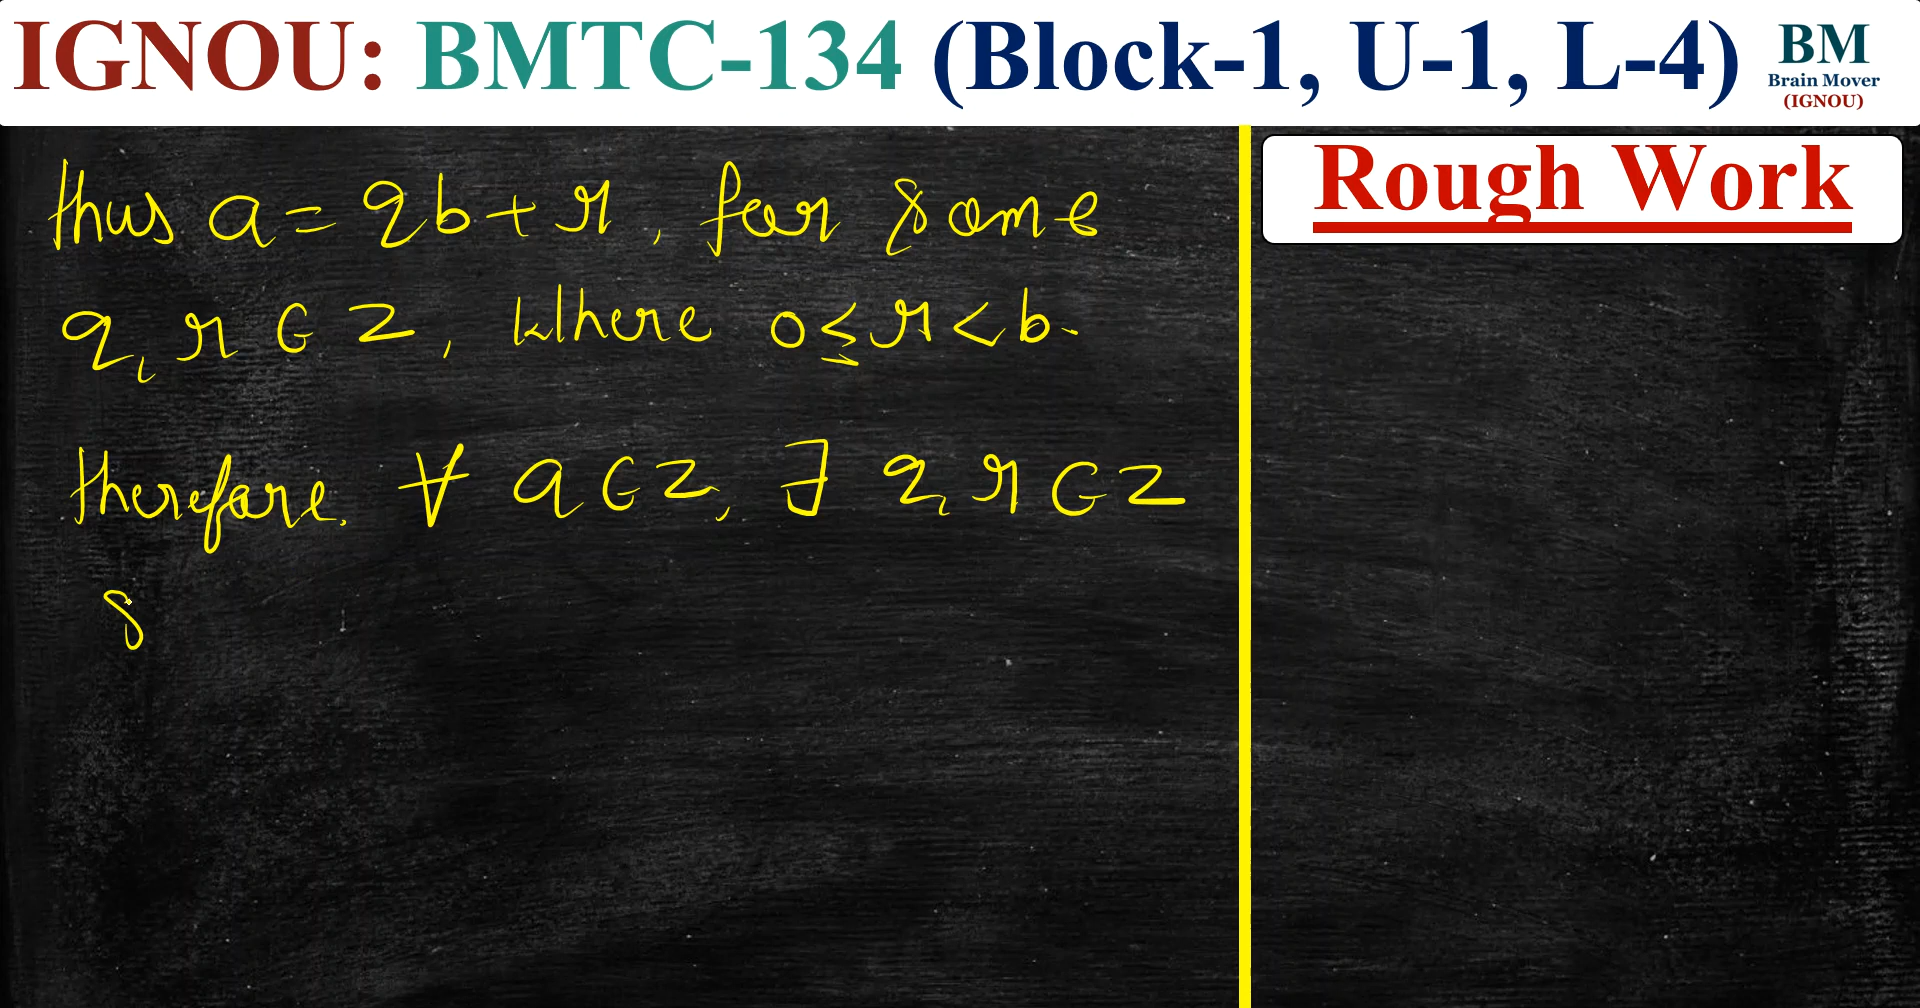 IGNOU: BMTC-134 (Block-1, U-1, L-4)
BM
Brain Mover
(IGNOU)
Rough Work
thus a = qb + r, for some
q, r ∈ Z, Where 0 ≤ r < b.
therefore, ∀ a ∈ Z, ∃ q, r ∈ Z
s